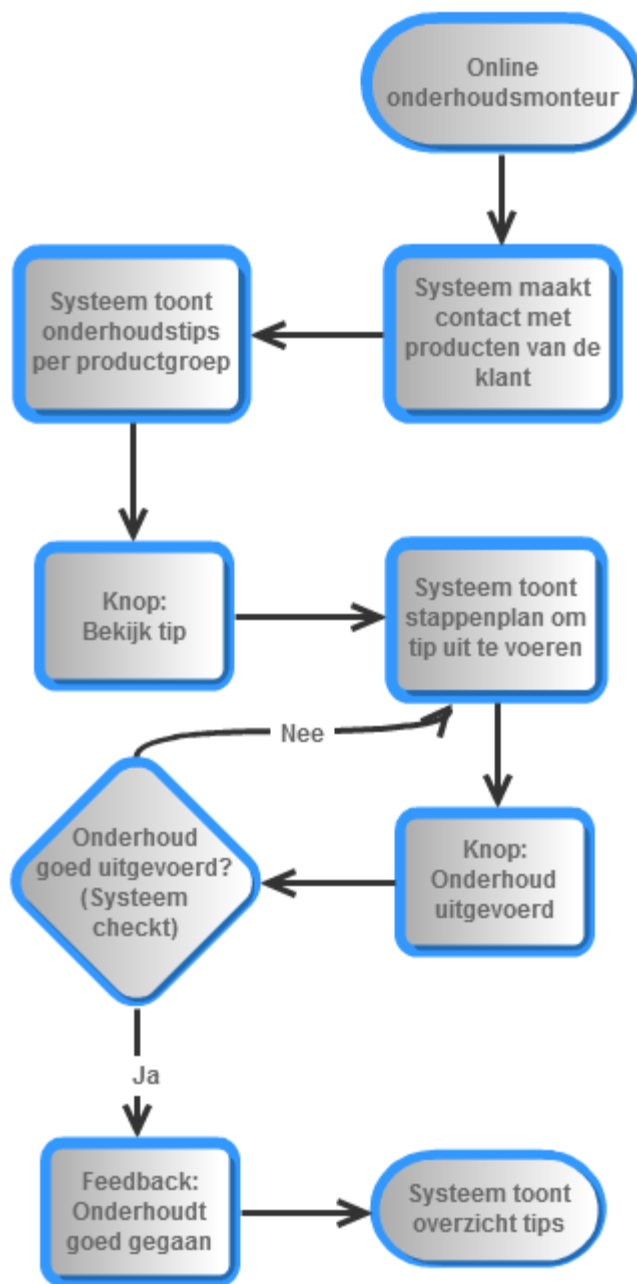 Online
onderhoudsmonteur
Systeem maakt
contact met
producten van de
klant
Systeem toont
onderhoudstips
per productgroep
Knop:
Bekijk tip
Systeem toont
stappenplan om
tip uit te voeren
Knop:
Onderhoud
uitgevoerd
Onderhoud
goed uitgevoerd?
(Systeem
checkt)
Nee
Ja
Feedback:
Onderhoudt
goed gegaan
Systeem toont
overzicht tips